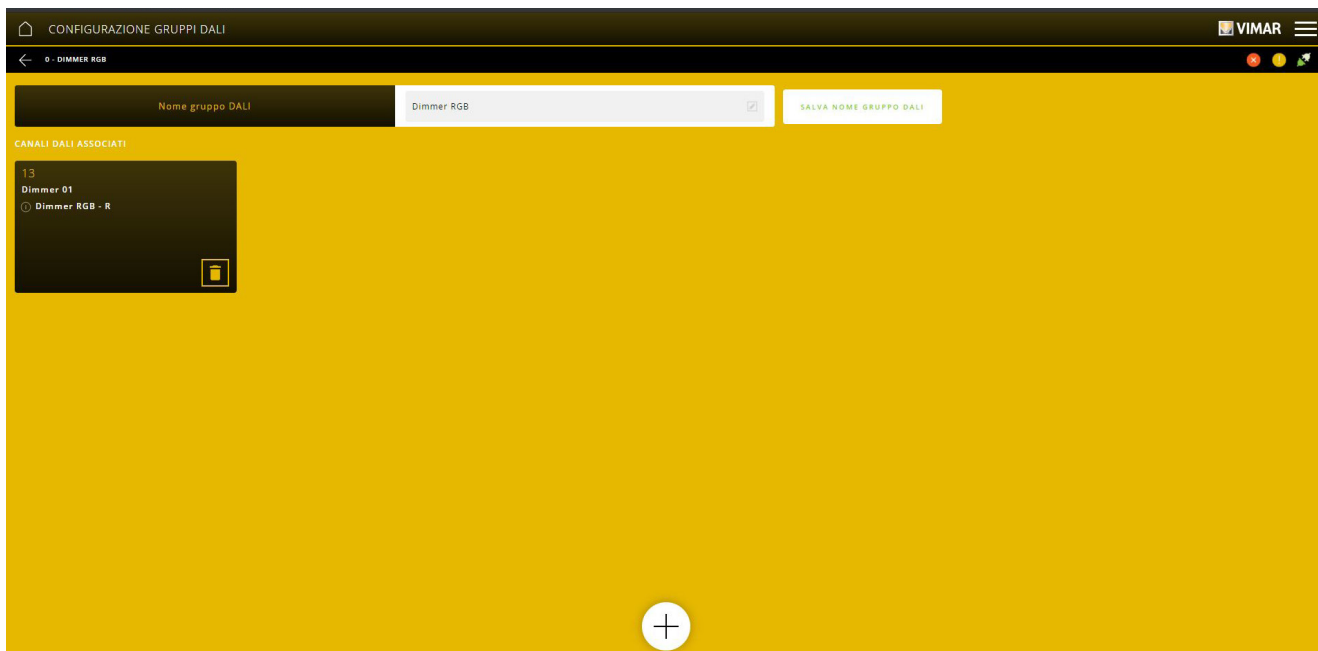 CONFIGURAZIONE GRUPPI DALI
VIMAR
0 - DIMMER RGB
Nome gruppo DALI
Dimmer RGB
SALVA NOME GRUPPO DALI
CANALI DALI ASSOCIATI
13
Dimmer 01
Dimmer RGB - R